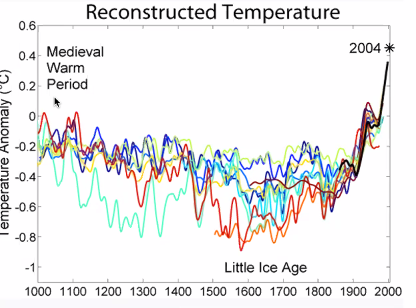 Reconstructed Temperature
0.6
0.4
0.2
0
-0.2
-0.4
-0.6
-0.8
-1
Temperature Anomaly (°C)
Medieval
Warm
Period
2004 *
Little Ice Age
1000 1100 1200 1300 1400 1500 1600 1700 1800 1900 2000